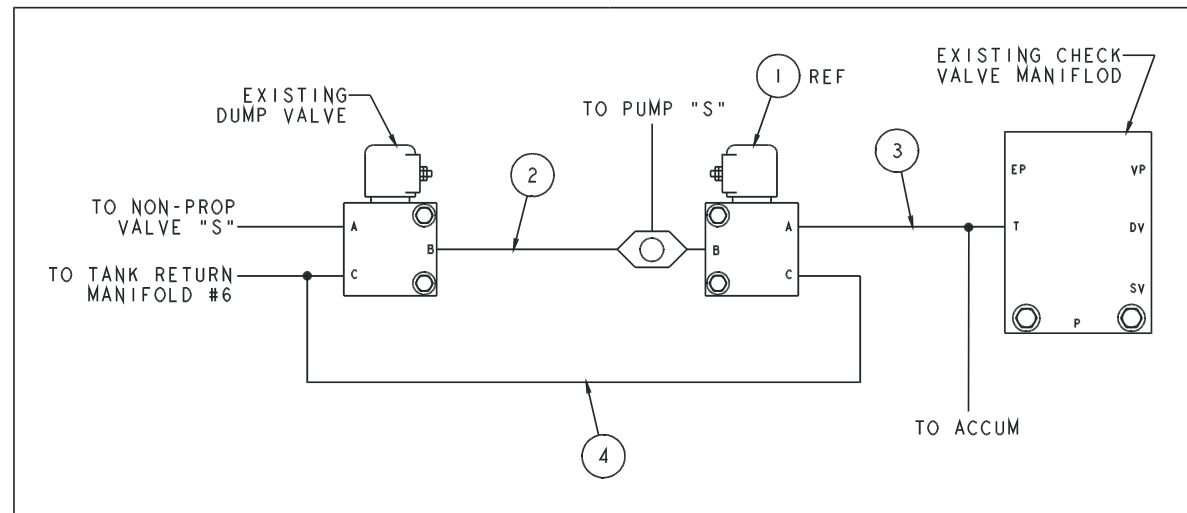 EXISTING
DUMP VALVE
TO PUMP "S"
1 REF
EXISTING CHECK
VALVE MANIFLOD
2
3
TO NON-PROP
VALVE "S"
TO TANK RETURN
MANIFOLD #6
A
B
C
B
A
C
EP
VP
T
DV
SV
P
4
TO ACCUM